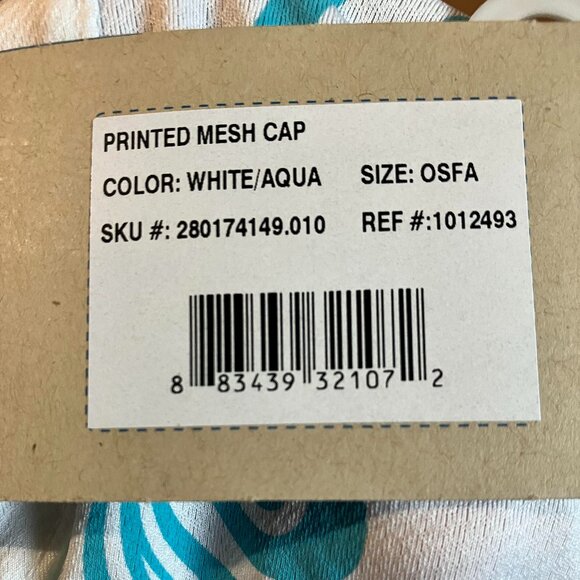 PRINTED MESH CAP
COLOR: WHITE/AQUA SIZE: OSFA
SKU #: 280174149.010 REF #:1012493
8 83439 32107 2